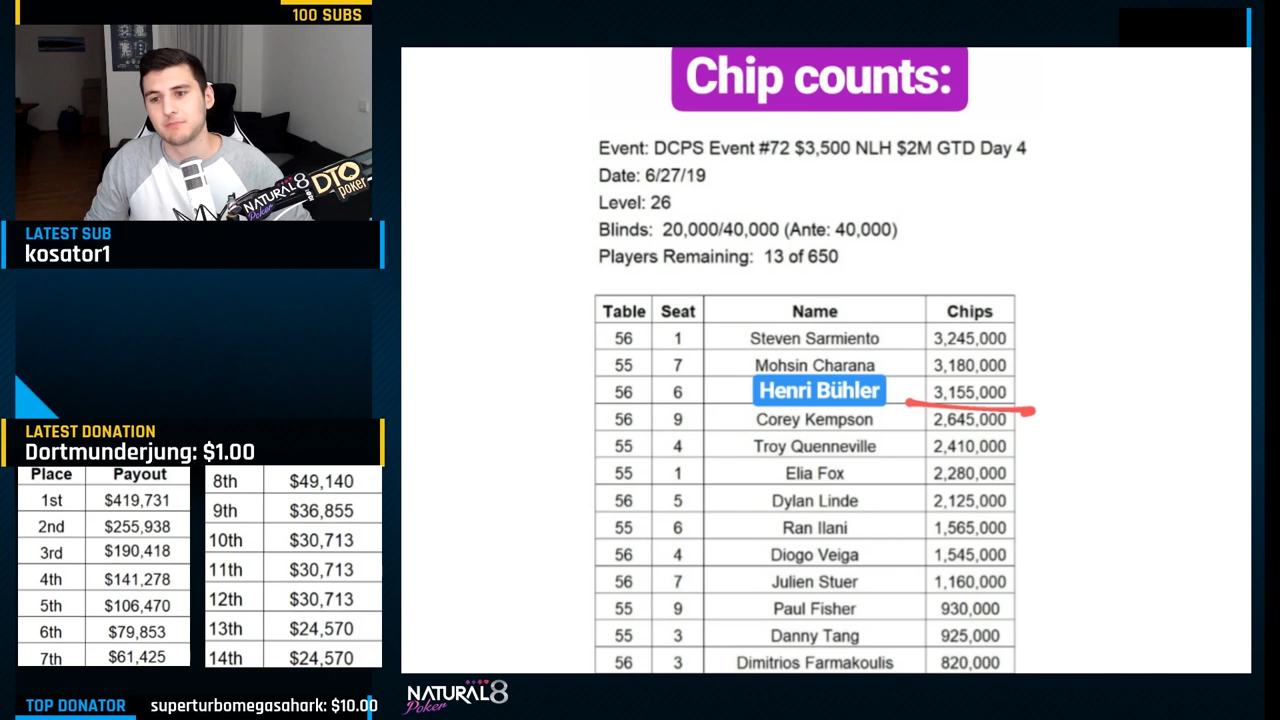 100 SUBS
NATURAL8
Poker
DTO
poker
LATEST SUB
kosator1
LATEST DONATION
Dortmunderjung: $1.00
Place Payout
1st $419,731
2nd $255,938
3rd $190,418
4th $141,278
5th $106,470
6th $79,853
7th $61,425
8th $49,140
9th $36,855
10th $30,713
11th $30,713
12th $30,713
13th $24,570
14th $24,570
TOP DONATOR superturbomegasahark: $10.00
Chip counts:
Event: DCPS Event #72 $3,500 NLH $2M GTD Day 4
Date: 6/27/19
Level: 26
Blinds: 20,000/40,000 (Ante: 40,000)
Players Remaining: 13 of 650
Table Seat Name Chips
56 1 Steven Sarmiento 3,245,000
55 7 Mohsin Charana 3,180,000
56 6 Henri Bühler 3,155,000
56 9 Corey Kempson 2,645,000
55 4 Troy Quenneville 2,410,000
55 1 Elia Fox 2,280,000
56 5 Dylan Linde 2,125,000
55 6 Ran Ilani 1,565,000
56 4 Diogo Veiga 1,545,000
56 7 Julien Stuer 1,160,000
55 9 Paul Fisher 930,000
55 3 Danny Tang 925,000
56 3 Dimitrios Farmakoulis 820,000
NATURAL8
Poker